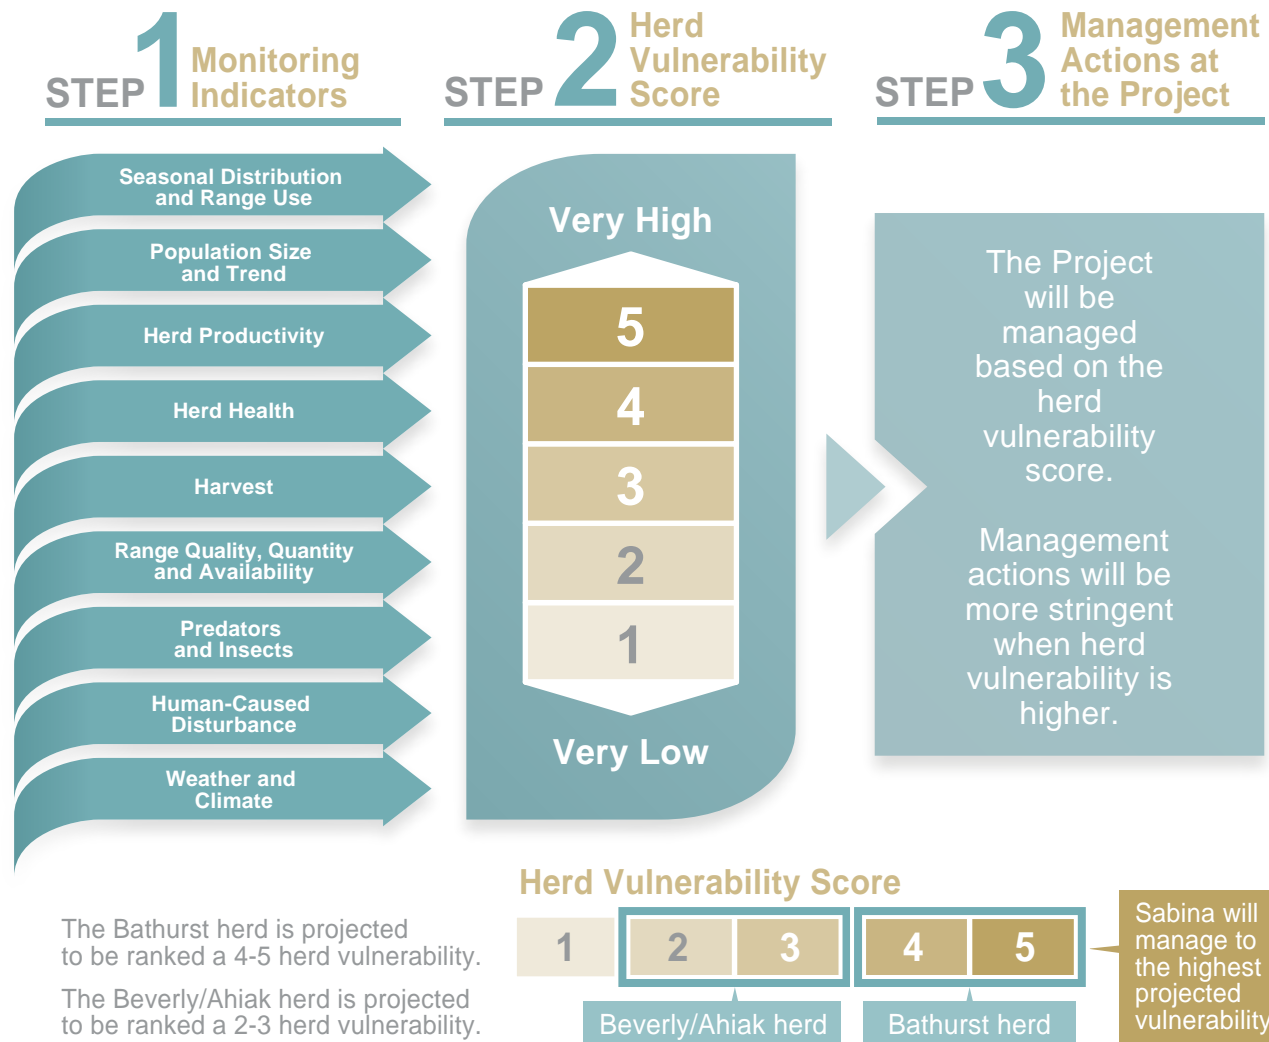 STEP 1 Monitoring
Indicators
STEP 2 Herd
Vulnerability
Score
STEP 3 Management
Actions at
the Project
Seasonal Distribution
and Range Use
Population Size
and Trend
Herd Productivity
Herd Health
Harvest
Range Quality, Quantity
and Availability
Predators
and Insects
Human-Caused
Disturbance
Weather and
Climate
Very High
5
4
3
2
1
Very Low
The Project
will be
managed
based on the
herd
vulnerability
score.
Management
actions will be
more stringent
when herd
vulnerability is
higher.
The Bathurst herd is projected
to be ranked a 4-5 herd vulnerability.
The Beverly/Ahiak herd is projected
to be ranked a 2-3 herd vulnerability.
Herd Vulnerability Score
1 2 3 4 5
Beverly/Ahiak herd
Bathurst herd
Sabina will
manage to
the highest
projected
vulnerability